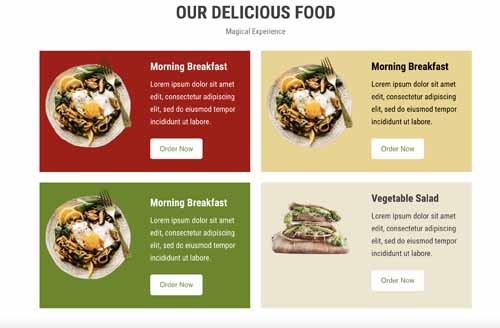 OUR DELICIOUS FOOD
Magical Experience
Morning Breakfast
Lorem ipsum dolor sit amet
edit, consectetur adipiscing
elit, sed do eiusmod tempor
incididunt ut labore.
Order Now
Morning Breakfast
Lorem ipsum dolor sit amet
edit, consectetur adipiscing
elit, sed do eiusmod tempor
incididunt ut labore.
Order Now
Morning Breakfast
Lorem ipsum dolor sit amet
edit, consectetur adipiscing
elit, sed do eiusmod tempor
incididunt ut labore.
Order Now
Vegetable Salad
Lorem ipsum dolor sit amet
edit, consectetur adipiscing
elit, sed do eiusmod tempor
incididunt ut labore.
Order Now